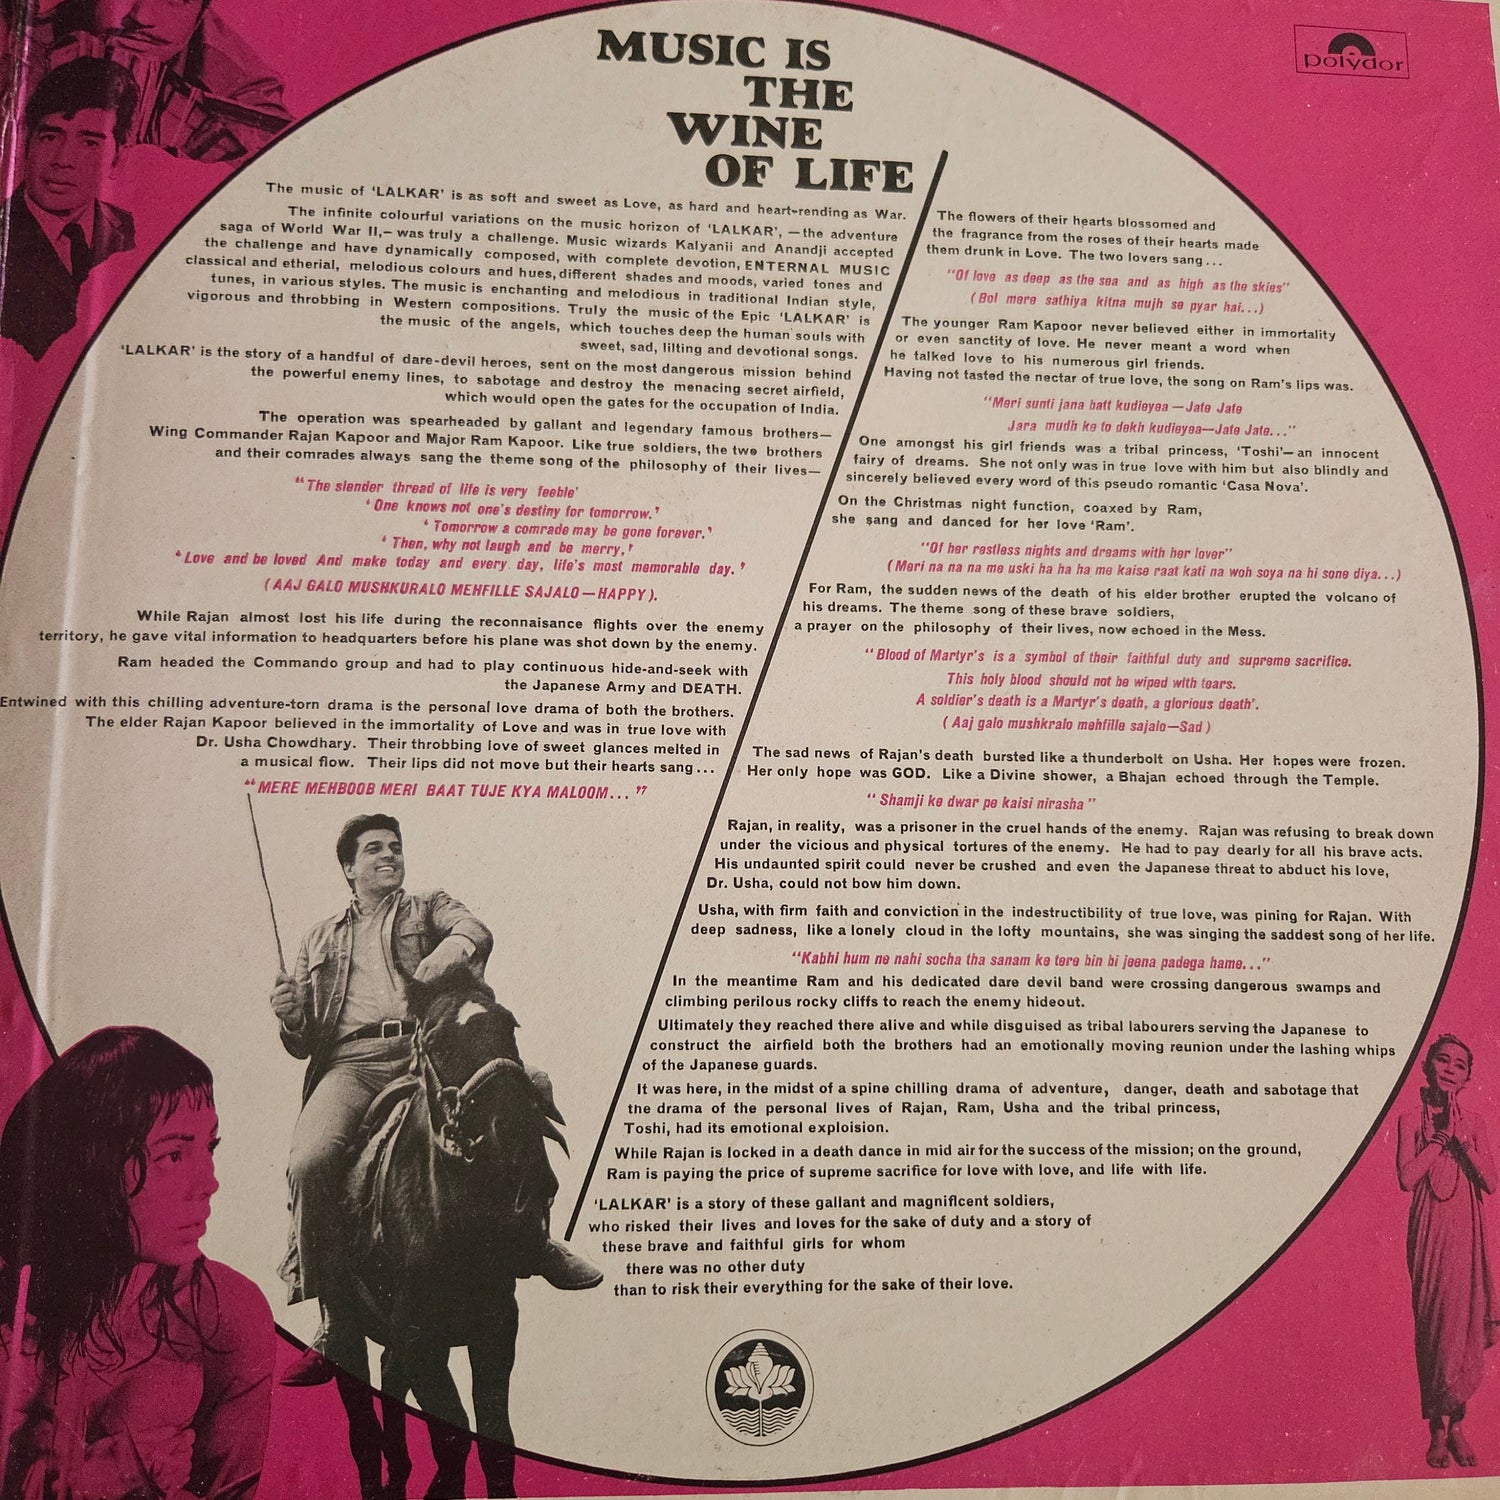 MUSIC IS
THE
WINE
OF LIFE
polydor
The music of ‘LALKAR’ is as soft and sweet as Love, as hard and heart-rending as War.
The infinite colourful variations on the music horizon of ‘LALKAR’, —the adventure
saga of World War II,– was truly a challenge. Music wizards Kalyanii and Anandji accepted
the challenge and have dynamically composed, with complete devotion, ENTERNAL MUSIC
classical and etherial, melodious colours and hues, different shades and moods, varied tones and
tunes, in various styles. The music is enchanting and melodious in traditional Indian style,
vigorous and throbbing in Western compositions. Truly the music of the Epic ‘LALKAR’ is
the music of the angels, which touches deep the human souls with
sweet, sad, lilting and devotional songs.
‘LALKAR’ is the story of a handful of dare-devil heroes, sent on the most dangerous mission behind
the powerful enemy lines, to sabotage and destroy the menacing secret airfield,
which would open the gates for the occupation of India.
The operation was spearheaded by gallant and legendary famous brothers—
Wing Commander Rajan Kapoor and Major Ram Kapoor. Like true soldiers, the two brothers
and their comrades always sang the theme song of the philosophy of their lives—
“The slender thread of life is very feeble’
‘One knows not one’s destiny for tomorrow.’
‘Tomorrow a comrade may be gone forever.’
‘Then, why not laugh and be merry,’
‘Love and be loved And make today and every day, life’s most memorable day.’
(AAJ GALO MUSHKURALO MEHFILLE SAJALO—HAPPY).
While Rajan almost lost his life during the reconnaisance flights over the enemy
territory, he gave vital information to headquarters before his plane was shot down by the enemy.
Ram headed the Commando group and had to play continuous hide-and-seek with
the Japanese Army and DEATH.
Entwined with this chilling adventure-torn drama is the personal love drama of both the brothers.
The elder Rajan Kapoor believed in the immortality of Love and was in true love with
Dr. Usha Chowdhary. Their throbbing love of sweet glances melted in
a musical flow. Their lips did not move but their hearts sang...
“MERE MEHBOOB MERI BAAT TUJE KYA MALOOM...”
The flowers of their hearts blossomed and
the fragrance from the roses of their hearts made
them drunk in Love. The two lovers sang...
“Of love as deep as the sea and as high as the skies”
(Bol mere sathiya kitna mujh se pyar hai...)
The younger Ram Kapoor never believed either in immortality
or even sanctity of love. He never meant a word when
he talked love to his numerous girl friends.
Having not tasted the nectar of true love, the song on Ram’s lips was.
“Meri sunti jana batt kudieyea—Jate Jate
Jara mudh ke to dekh kudieyea—Jate Jate...”
One amongst his girl friends was a tribal princess, ‘Toshi’—an innocent
fairy of dreams. She not only was in true love with him but also blindly and
sincerely believed every word of this pseudo romantic ‘Casa Nova’.
On the Christmas night function, coaxed by Ram,
she sang and danced for her love ‘Ram’.
“Of her restless nights and dreams with her lover”
(Meri na na na me uski ha ha ha me kaise raat kati na woh soya na hi sone diya...)
For Ram, the sudden news of the death of his elder brother erupted the volcano of
his dreams. The theme song of these brave soldiers,
a prayer on the philosophy of their lives, now echoed in the Mess.
“Blood of Martyr’s is a symbol of their faithful duty and supreme sacrifice.
This holy blood should not be wiped with tears.
A soldier’s death is a Martyr’s death, a glorious death’.
(Aaj galo mushkralo mehfille sajalo—Sad)
The sad news of Rajan’s death bursted like a thunderbolt on Usha. Her hopes were frozen.
Her only hope was GOD. Like a Divine shower, a Bhajan echoed through the Temple.
“Shamji ke dwar pe kaisi nirasha”
Rajan, in reality, was a prisoner in the cruel hands of the enemy. Rajan was refusing to break down
under the vicious and physical tortures of the enemy. He had to pay dearly for all his brave acts.
His undaunted spirit could never be crushed and even the Japanese threat to abduct his love,
Dr. Usha, could not bow him down.
Usha, with firm faith and conviction in the indestructibility of true love, was pining for Rajan. With
deep sadness, like a lonely cloud in the lofty mountains, she was singing the saddest song of her life.
“Kabhi hum ne nahi socha tha sanam ke tere bin bi jeena padega hame...”
In the meantime Ram and his dedicated dare devil band were crossing dangerous swamps and
climbing perilous rocky cliffs to reach the enemy hideout.
Ultimately they reached there alive and while disguised as tribal labourers serving the Japanese to
construct the airfield both the brothers had an emotionally moving reunion under the lashing whips
of the Japanese guards.
It was here, in the midst of a spine chilling drama of adventure, danger, death and sabotage that
the drama of the personal lives of Rajan, Ram, Usha and the tribal princess,
Toshi, had its emotional exploision.
While Rajan is locked in a death dance in mid air for the success of the mission; on the ground,
Ram is paying the price of supreme sacrifice for love with love, and life with life.
‘LALKAR’ is a story of these gallant and magnificent soldiers,
who risked their lives and loves for the sake of duty and a story of
these brave and faithful girls for whom
there was no other duty
than to risk their everything for the sake of their love.